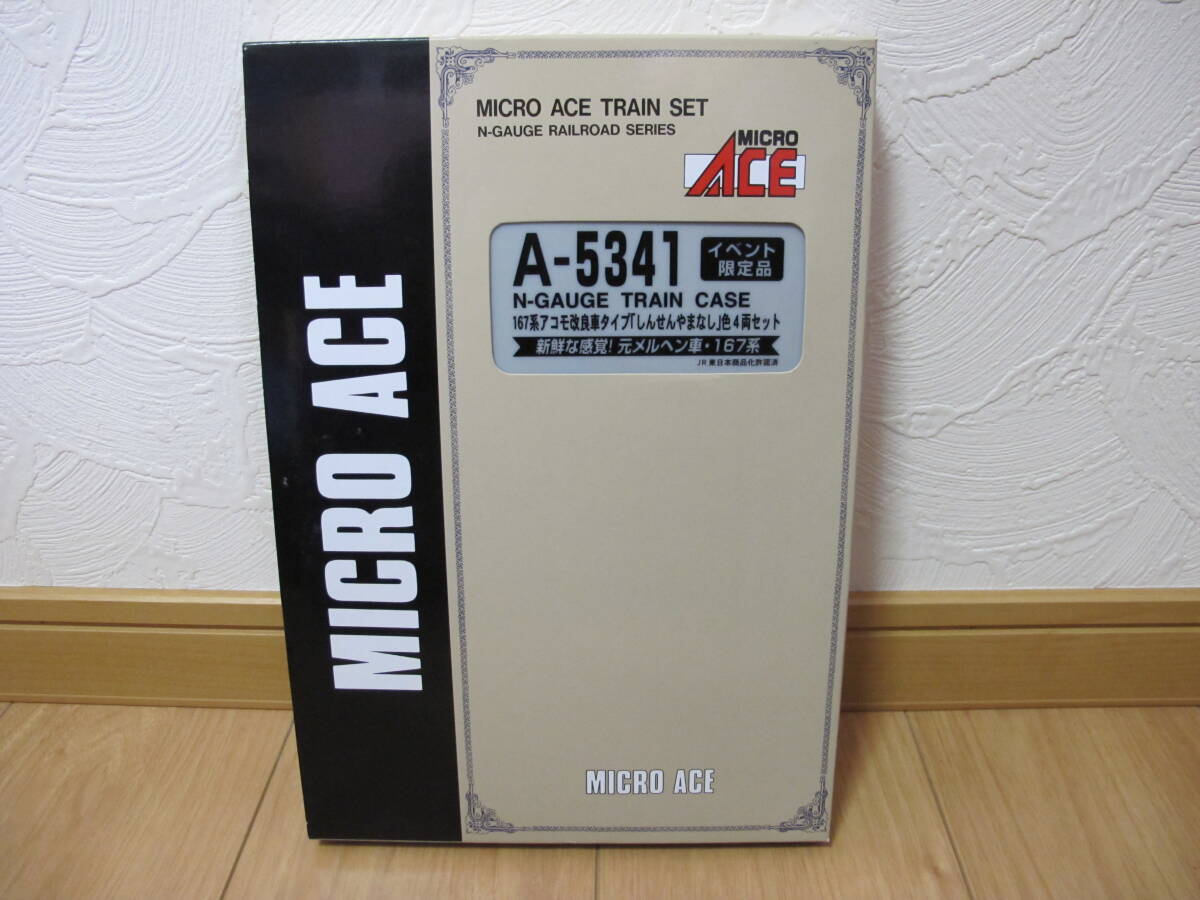 MICRO ACE
MICRO ACE TRAIN SET
N-GAUGE RAILROAD SERIES
MICRO
ACE
A-5341
イベント
限定品
N-GAUGE TRAIN CASE
167系アコモ改良車タイプ「しんせんやまなし」色4両セット
新鮮な感覚!元メルヘン車・167系
JR東日本商品化許諾済
MICRO ACE